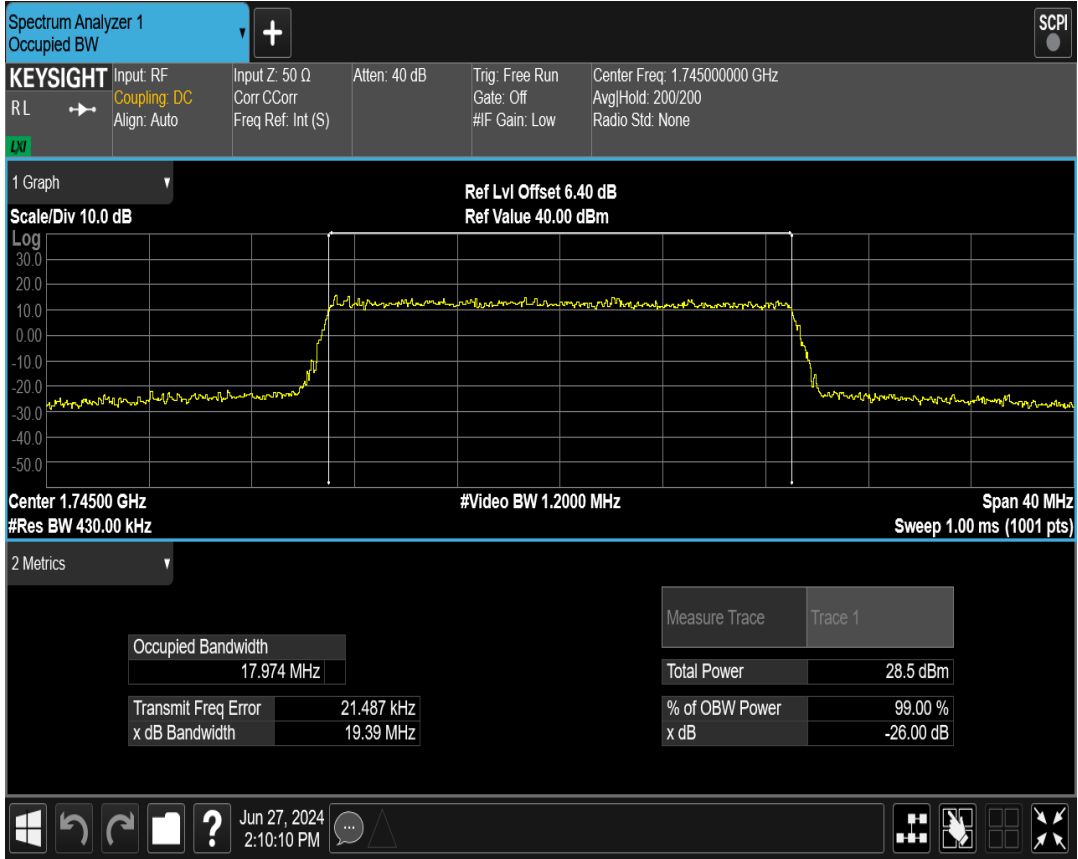 Spectrum Analyzer 1
Occupied BW
+
SCPI
KEYSIGHT
RL
LXI
Input: RF
Coupling: DC
Align: Auto
Input Z: 50 Ω
Corr CCorr
Freq Ref: Int (S)
Atten: 40 dB
Trig: Free Run
Gate: Off
#IF Gain: Low
Center Freq: 1.745000000 GHz
Avg|Hold: 200/200
Radio Std: None
1 Graph
Scale/Div 10.0 dB
Ref Lvl Offset 6.40 dB
Ref Value 40.00 dBm
Log
30.0
20.0
10.0
0.00
-10.0
-20.0
-30.0
-40.0
-50.0
Center 1.74500 GHz
#Video BW 1.2000 MHz
Span 40 MHz
#Res BW 430.00 kHz
Sweep 1.00 ms (1001 pts)
2 Metrics
Measure Trace Trace 1
Occupied Bandwidth
17.974 MHz
Total Power 28.5 dBm
Transmit Freq Error 21.487 kHz
% of OBW Power 99.00 %
x dB Bandwidth 19.39 MHz
x dB -26.00 dB
?
Jun 27, 2024
2:10:10 PM